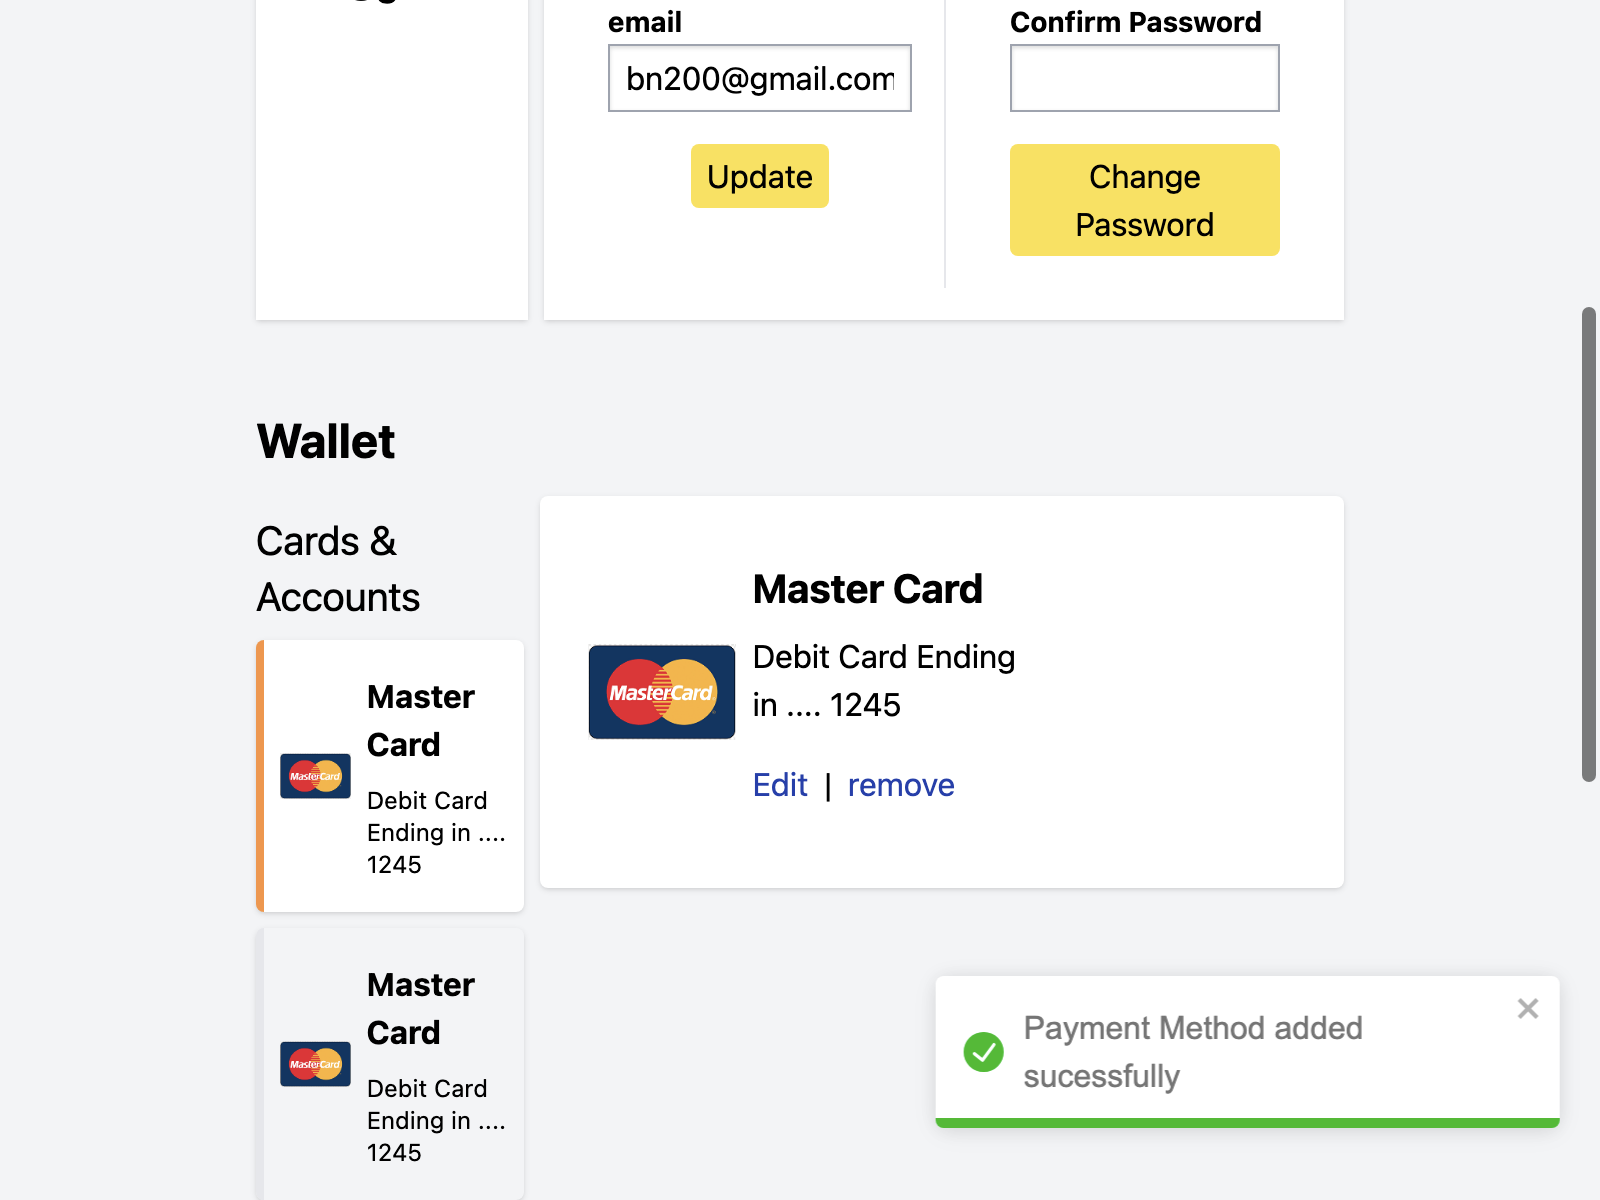 email
Confirm Password
bn200@gmail.com
Update
Change
Password
Wallet
Cards &
Accounts
Master
Card
MasterCard
Debit Card
Ending in ....
1245
Master Card
MasterCard
Debit Card Ending
in .... 1245
Edit | remove
Master
Card
MasterCard
Debit Card
Ending in ....
1245
Payment Method added
sucessfully